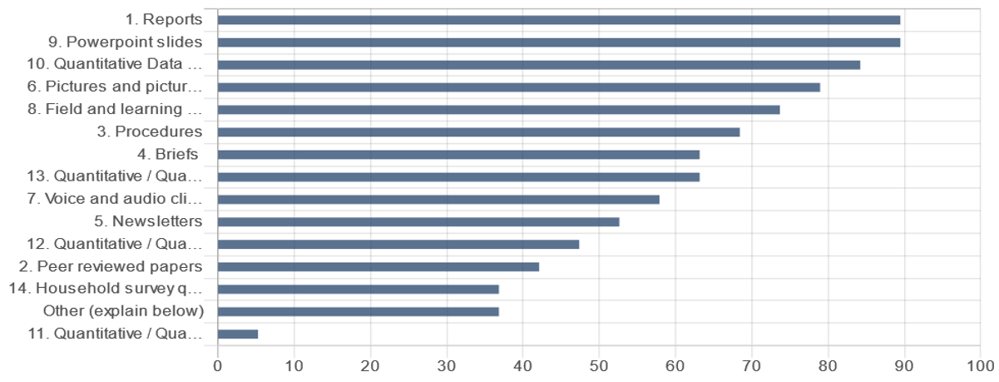 1. Reports
9. Powerpoint slides
10. Quantitative Data ...
6. Pictures and pictur...
8. Field and learning ...
3. Procedures
4. Briefs
13. Quantitative / Qua...
7. Voice and audio cli...
5. Newsletters
12. Quantitative / Qua...
2. Peer reviewed papers
14. Household survey q...
Other (explain below)
11. Quantitative / Qua...
0 10 20 30 40 50 60 70 80 90 100